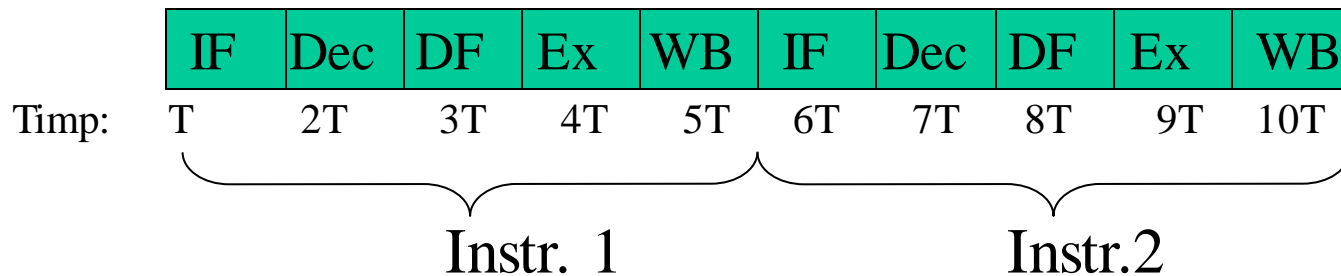 IF Dec DF Ex WB IF Dec DF Ex WB
Timp: T 2T 3T 4T 5T 6T 7T 8T 9T 10T
Instr. 1 Instr.2